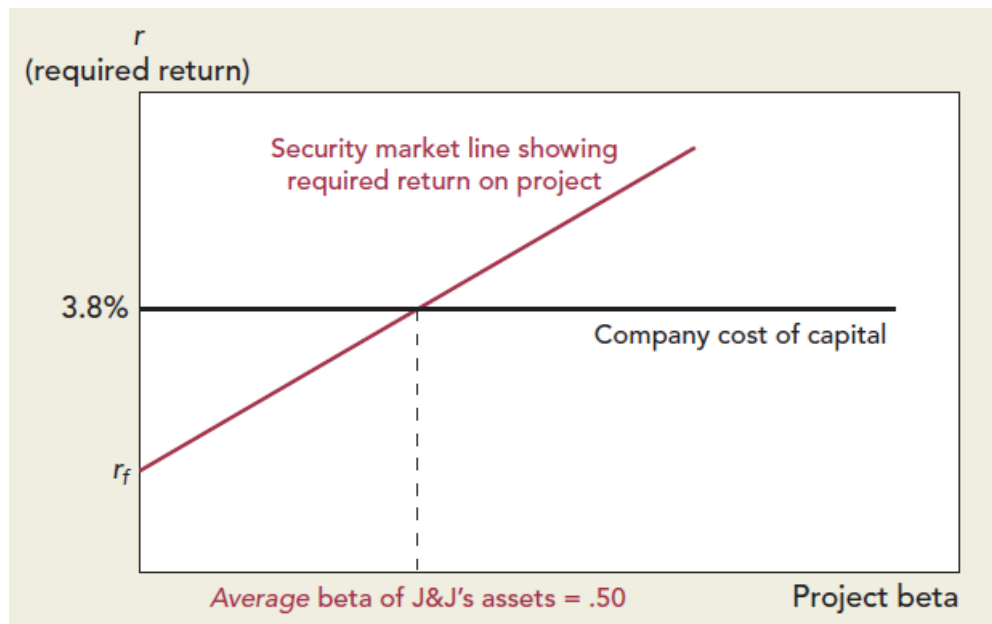 r
(required return)
Security market line showing
required return on project
3.8%
Company cost of capital
rf
Average beta of J&J's assets = .50
Project beta